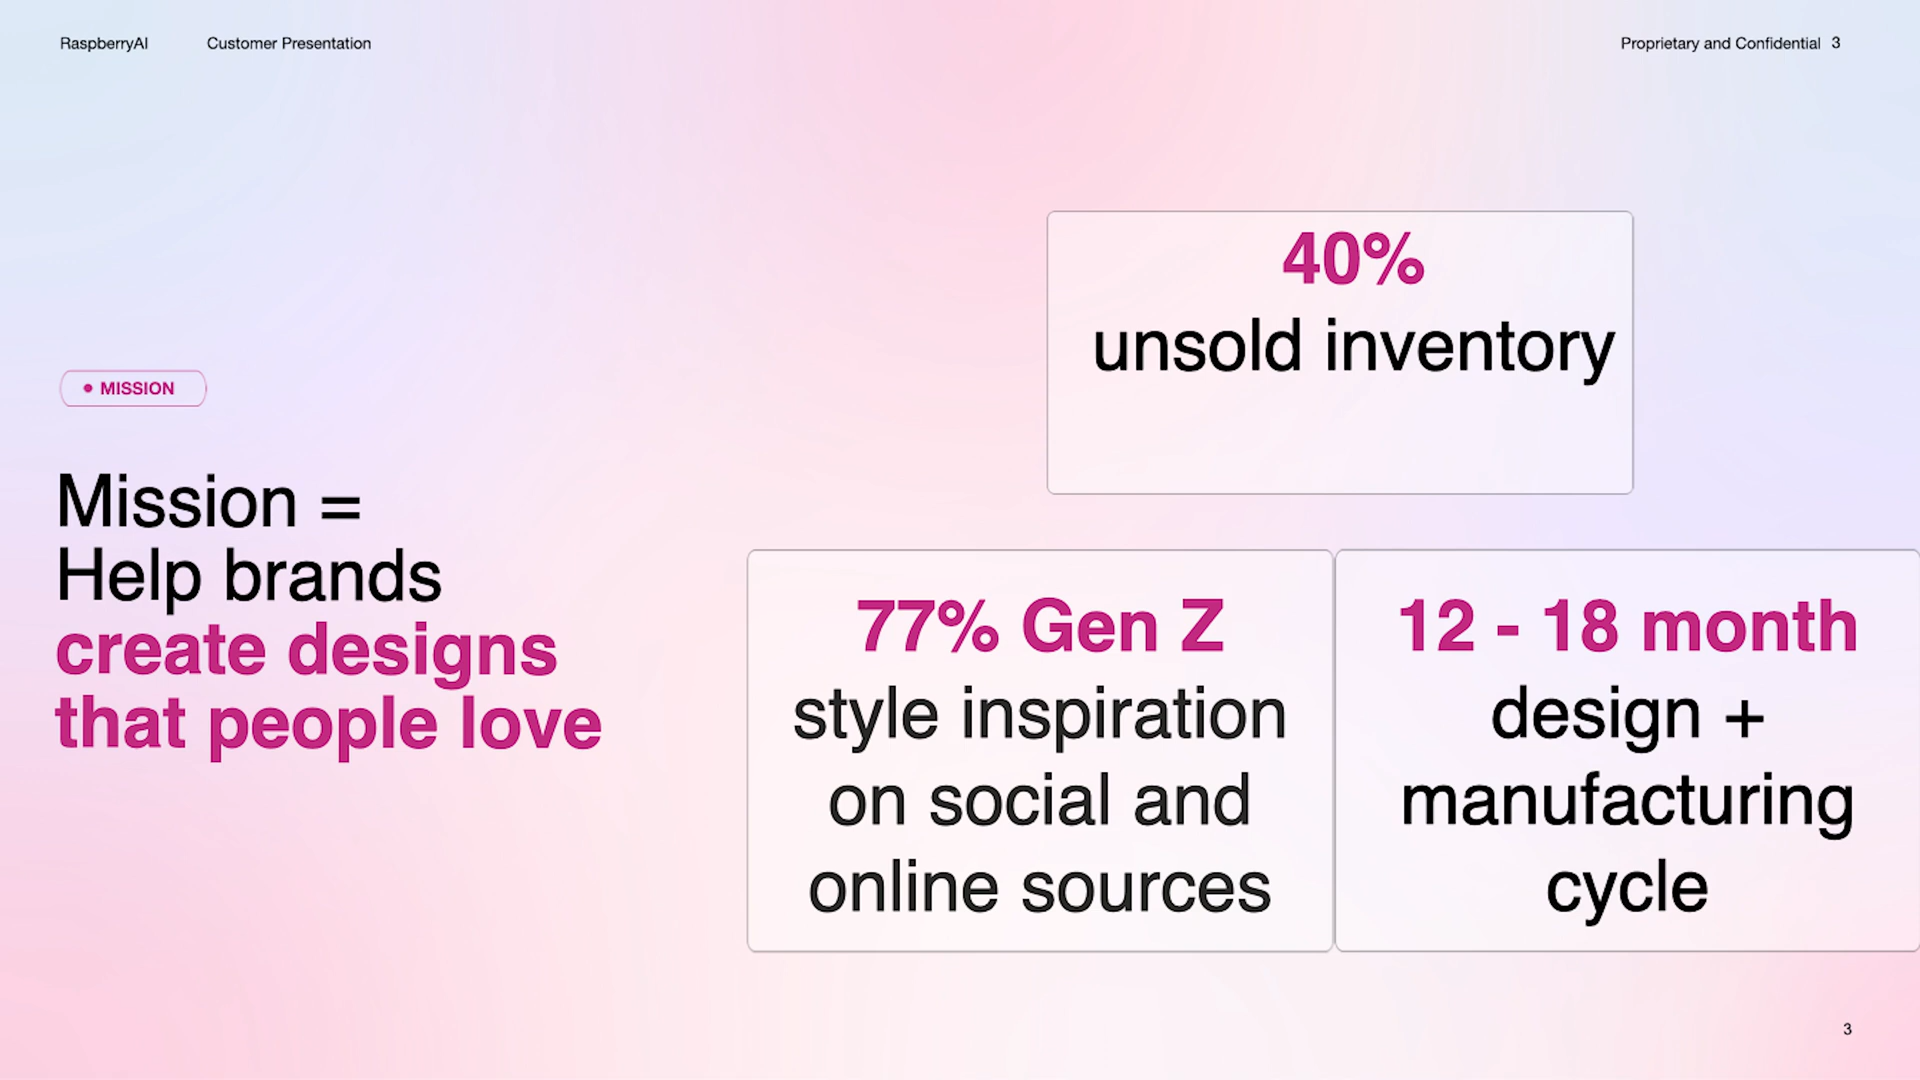 RaspberryAI Customer Presentation Proprietary and Confidential 3
MISSION
Mission =
Help brands
create designs
that people love
40%
unsold inventory
77% Gen Z
style inspiration
on social and
online sources
12 - 18 month
design +
manufacturing
cycle
3